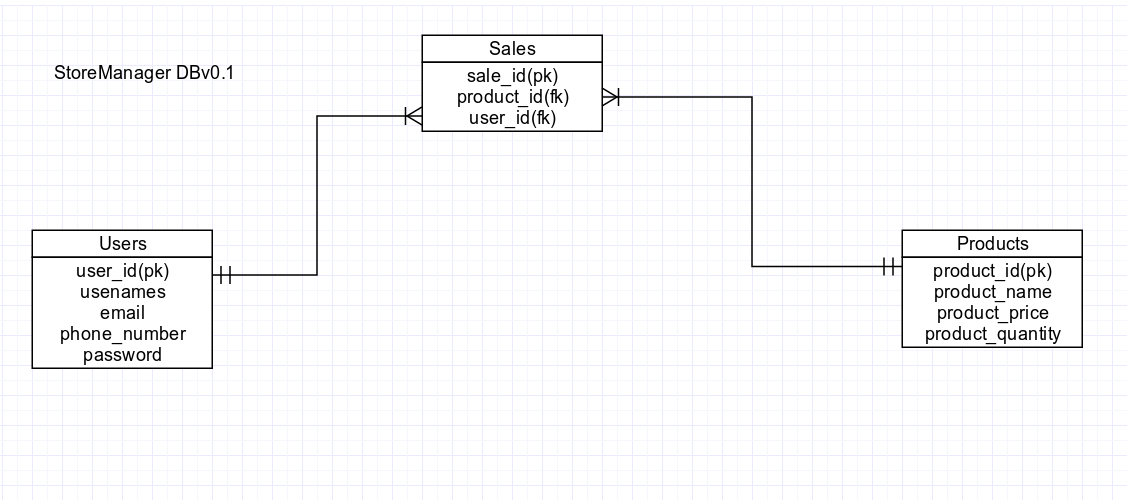 StoreManager DBv0.1
Sales
sale_id(pk)
product_id(fk)
user_id(fk)
Users
user_id(pk)
usenames
email
phone_number
password
Products
product_id(pk)
product_name
product_price
product_quantity